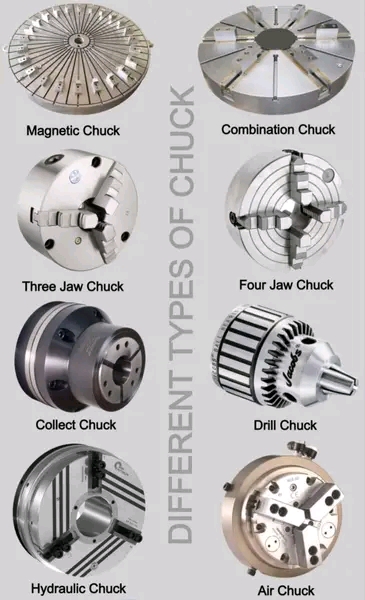 Magnetic Chuck
Combination Chuck
DIFFERENT TYPES OF CHUCK
Three Jaw Chuck
Four Jaw Chuck
Collect Chuck
Jacobs
Drill Chuck
Hydraulic Chuck
Air Chuck